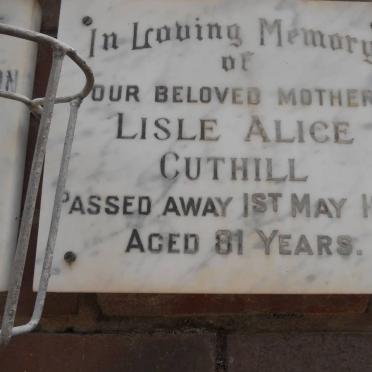 In Loving Memory
of
OUR BELOVED MOTHER
LISLE ALICE
CUTHILL
PASSED AWAY 1ST MAY
AGED 81 YEARS.